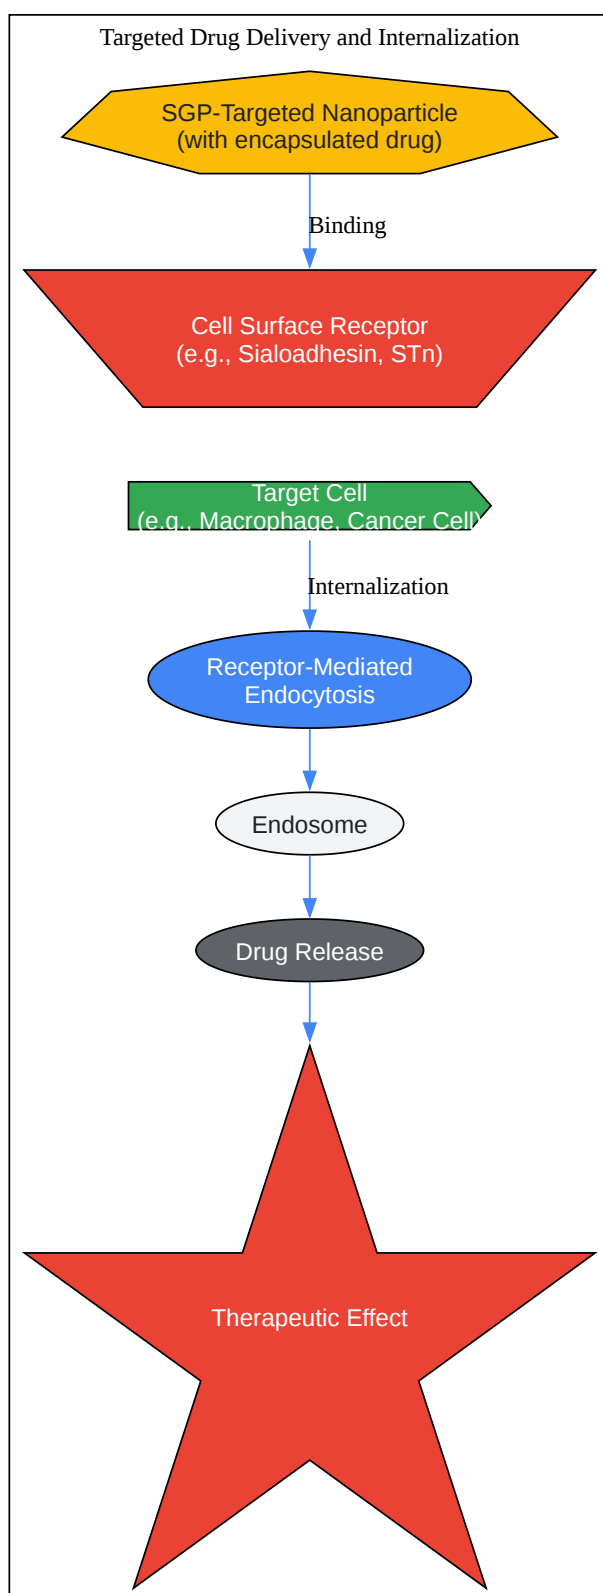 Targeted Drug Delivery and Internalization
SGP-Targeted Nanoparticle
(with encapsulated drug)
Binding
Cell Surface Receptor
(e.g., Sialoadhesin, STn)
Target Cell
(e.g., Macrophage, Cancer Cell)
Internalization
Receptor-Mediated
Endocytosis
Endosome
Drug Release
Therapeutic Effect